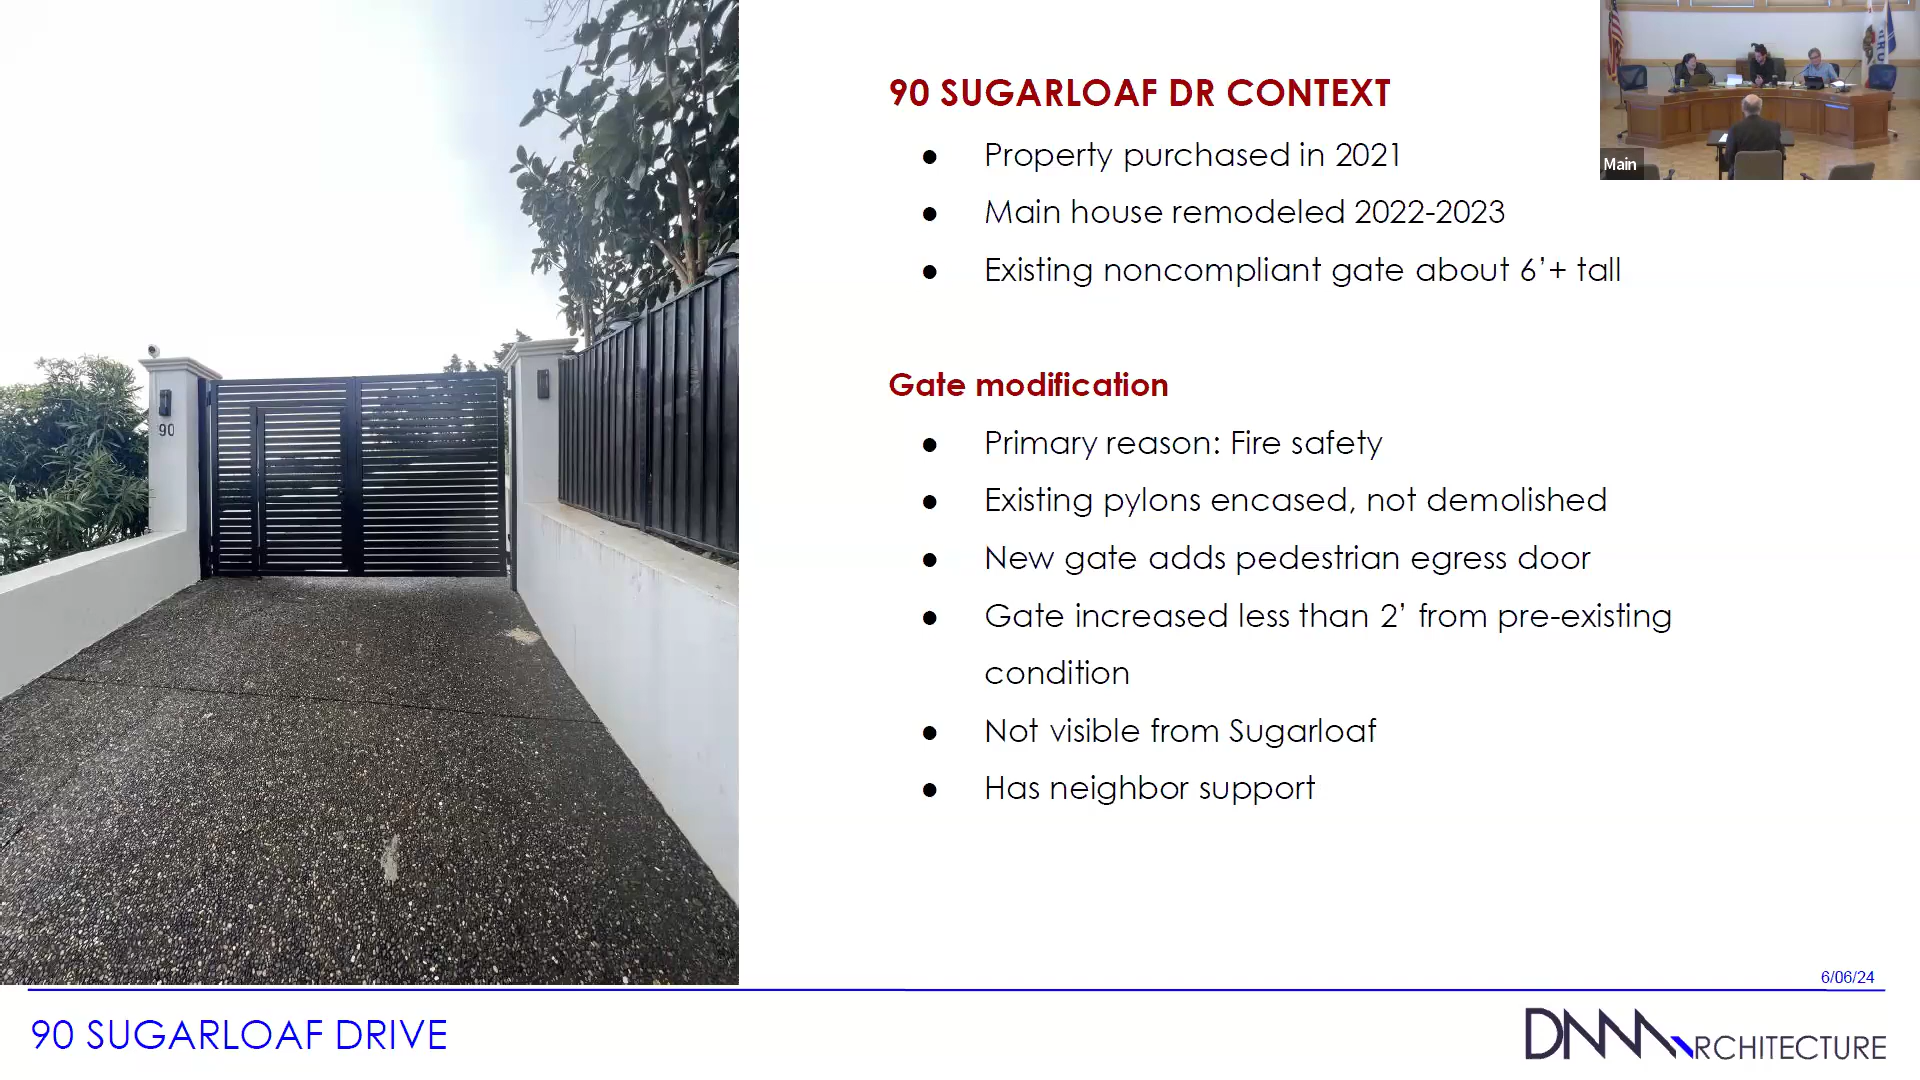 90 SUGARLOAF DR CONTEXT
● Property purchased in 2021
● Main house remodeled 2022-2023
● Existing noncompliant gate about 6’+ tall
Gate modification
● Primary reason: Fire safety
● Existing pylons encased, not demolished
● New gate adds pedestrian egress door
● Gate increased less than 2’ from pre-existing
condition
● Not visible from Sugarloaf
● Has neighbor support
90
Main
6/06/24
90 SUGARLOAF DRIVE
DNM ARCHITECTURE